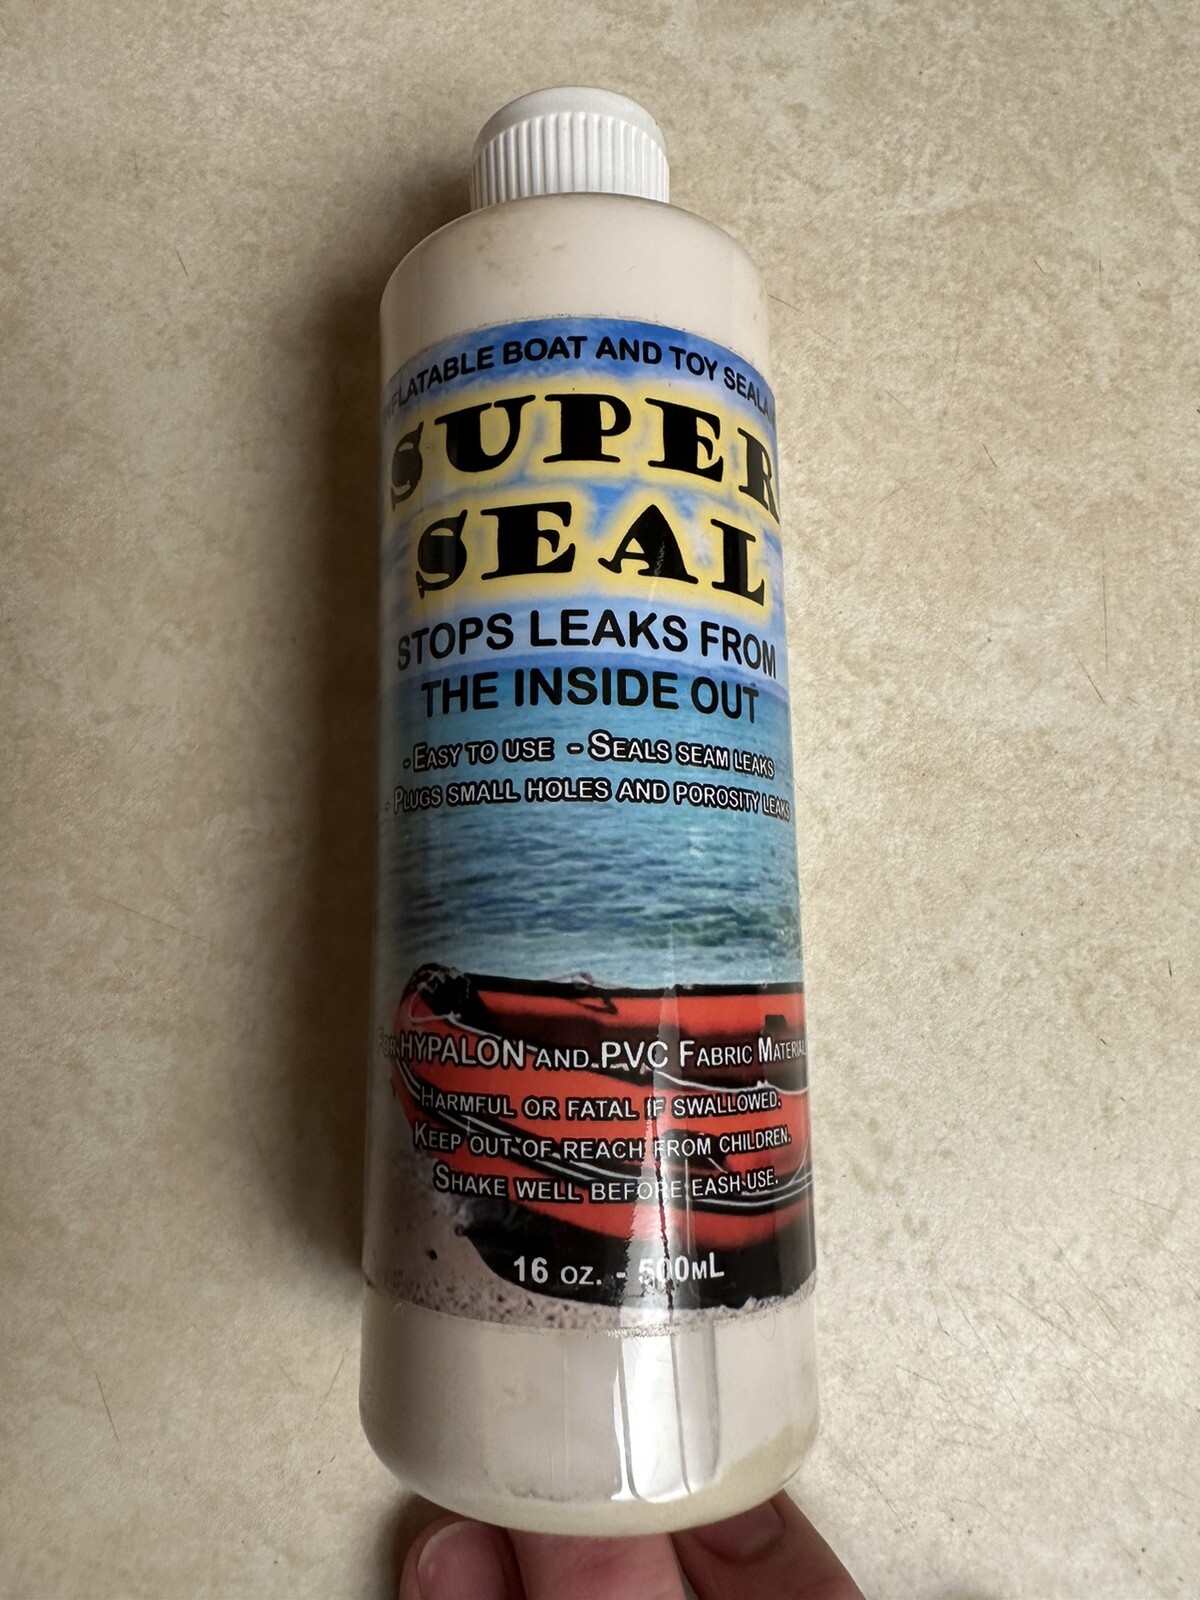 INFLATABLE BOAT AND TOY SEALANT
SUPER
SEAL
STOPS LEAKS FROM
THE INSIDE OUT
- EASY TO USE - SEALS SEAM LEAKS
- PLUGS SMALL HOLES AND POROSITY LEAKS
FOR HYPALON AND PVC FABRIC MATERIAL
HARMFUL OR FATAL IF SWALLOWED.
KEEP OUT OF REACH FROM CHILDREN.
SHAKE WELL BEFORE EASH USE.
16 OZ. - 500ML